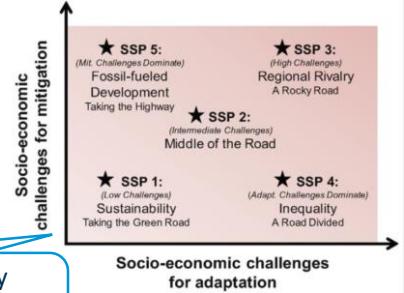 Socio-economic
challenges for mitigation
★ SSP 5:
(Mit. Challenges Dominate)
Fossil-fueled
Development
Taking the Highway
★ SSP 3:
(High Challenges)
Regional Rivalry
A Rocky Road
★ SSP 2:
(Intermediate Challenges)
Middle of the Road
★ SSP 1:
(Low Challenges)
Sustainability
Taking the Green Road
★ SSP 4:
(Adapt. Challenges Dominate)
Inequality
A Road Divided
Socio-economic challenges
for adaptation